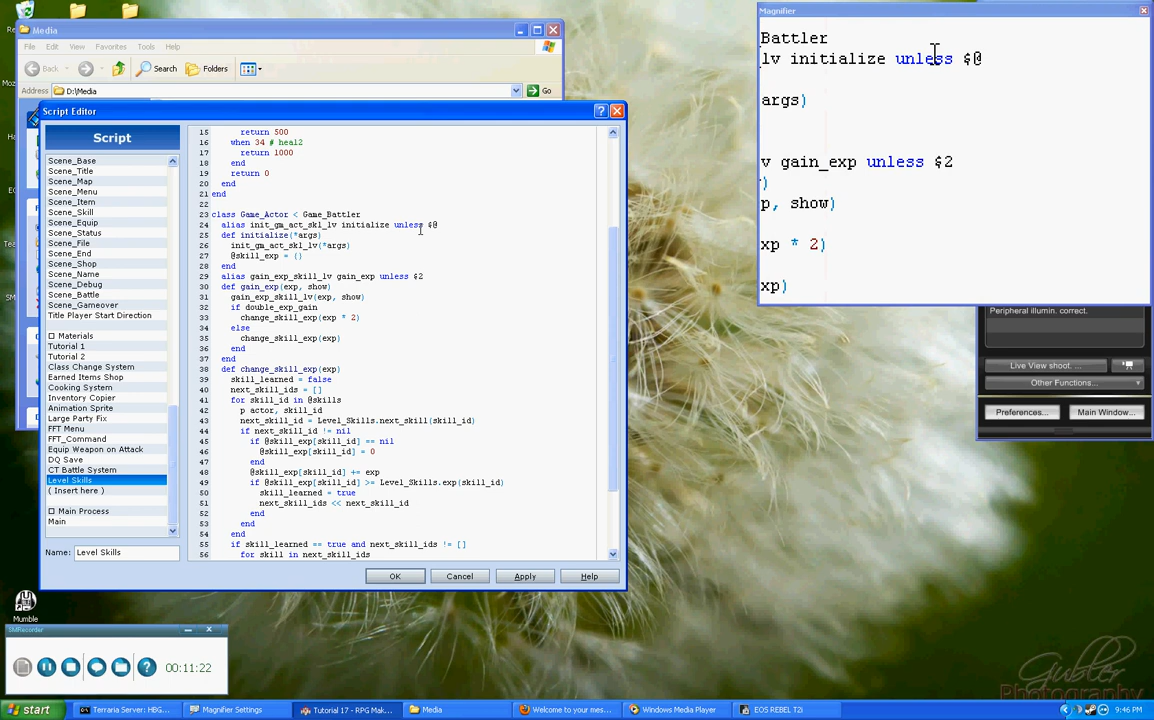 Media
File Edit View Favorites Tools Help
Back Search Folders
Address D:\Media Go
Script Editor
Script
Scene_Base
Scene_Title
Scene_Map
Scene_Menu
Scene_Item
Scene_Skill
Scene_Equip
Scene_Status
Scene_File
Scene_End
Scene_Shop
Scene_Name
Scene_Debug
Scene_Battle
Scene_Gameover
Title Player Start Direction
Materials
Tutorial 1
Tutorial 2
Class Change System
Earned Items Shop
Cooking System
Inventory Copier
Animation Sprite
Large Party Fix
FFT Menu
FFT_Command
Equip Weapon on Attack
DQ Save
CT Battle System
Level Skills
( Insert here )
Main Process
Main
Name: Level Skills
15 return 500
16 when 34 # heal2
17 return 1000
18 end
19 return 0
20 end
21 end
22
23 class Game_Actor < Game_Battler
24 alias init_gm_act_skl_lv initialize unless $@
25 def initialize(*args)
26 init_gm_act_skl_lv(*args)
27 @skill_exp = {}
28 end
29 alias gain_exp_skill_lv gain_exp unless $2
30 def gain_exp(exp, show)
31 gain_exp_skill_lv(exp, show)
32 if double_exp_gain
33 change_skill_exp(exp * 2)
34 else
35 change_skill_exp(exp)
36 end
37 end
38 def change_skill_exp(exp)
39 skill_learned = false
40 next_skill_ids = []
41 for skill_id in @skills
42 p actor, skill_id
43 next_skill_id = Level_Skills.next_skill(skill_id)
44 if next_skill_id != nil
45 if @skill_exp[skill_id] == nil
46 @skill_exp[skill_id] = 0
47 end
48 @skill_exp[skill_id] += exp
49 if @skill_exp[skill_id] >= Level_Skills.exp(skill_id)
50 skill_learned = true
51 next_skill_ids << next_skill_id
52 end
53 end
54 end
55 if skill_learned == true and next_skill_ids != []
56 for skill in next_skill_ids
OK Cancel Apply Help
Magnifier
Battler
lv initialize unless $@
args)
v gain_exp unless $2
)
p, show)
xp * 2)
xp)
Peripheral illumin. correct.
Live View shoot. ...
Other Functions...
Preferences... Main Window...
Mumble
SMRecorder
00:11:22
Gubler
Photography
start Terraria Server: HBG... Magnifier Settings Tutorial 17 - RPG Mak... Media Welcome to your mes... Windows Media Player EOS REBEL T2i 9:46 PM